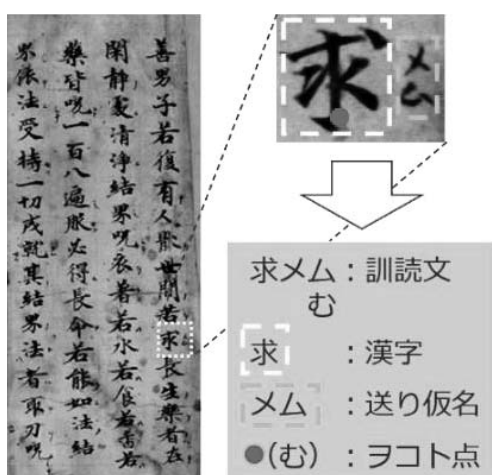 善男子若復有人厭世間若求長生樂者在
閑静處清浄結界呪衣著若水若食若香若
藥皆呪一百八遍服必得長命若能如法結
界依法受持一切成就其結界法者取刀呪
求メム
求メム：訓読文
む
求：漢字
メム：送り仮名
●(む)：ヲコト点